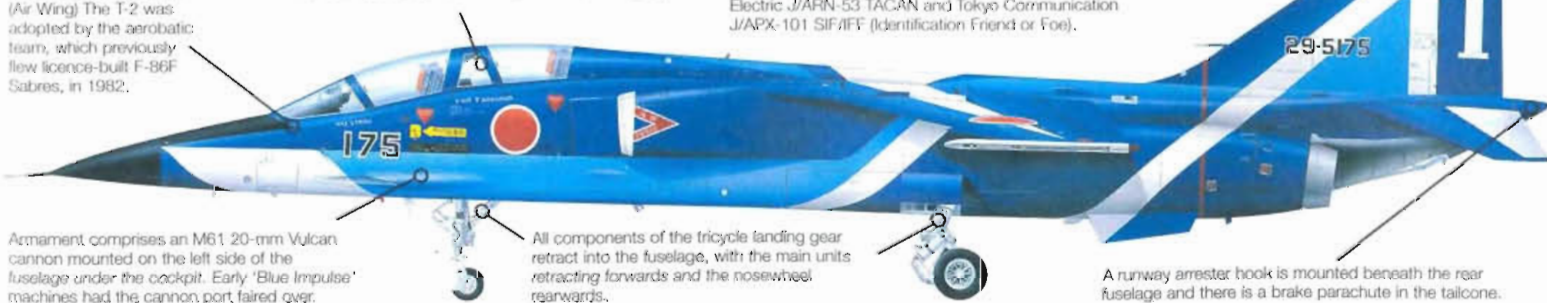 (Air Wing) The T-2 was
adopted by the aerobatic
team, which previously
flew licence-built F-86F
Sabres, in 1982.
Electric J/ARN-53 TACAN and Tokyo Communication
J/APX-101 SIF/IFF (Identification Friend or Foe).
29-5175
175
Armament comprises an M61 20-mm Vulcan
cannon mounted on the left side of the
fuselage under the cockpit. Early 'Blue Impulse'
machines had the cannon port faired over.
All components of the tricycle landing gear
retract into the fuselage, with the main units
retracting forwards and the nosewheel
rearwards.
A runway arrester hook is mounted beneath the rear
fuselage and there is a brake parachute in the tailcone.